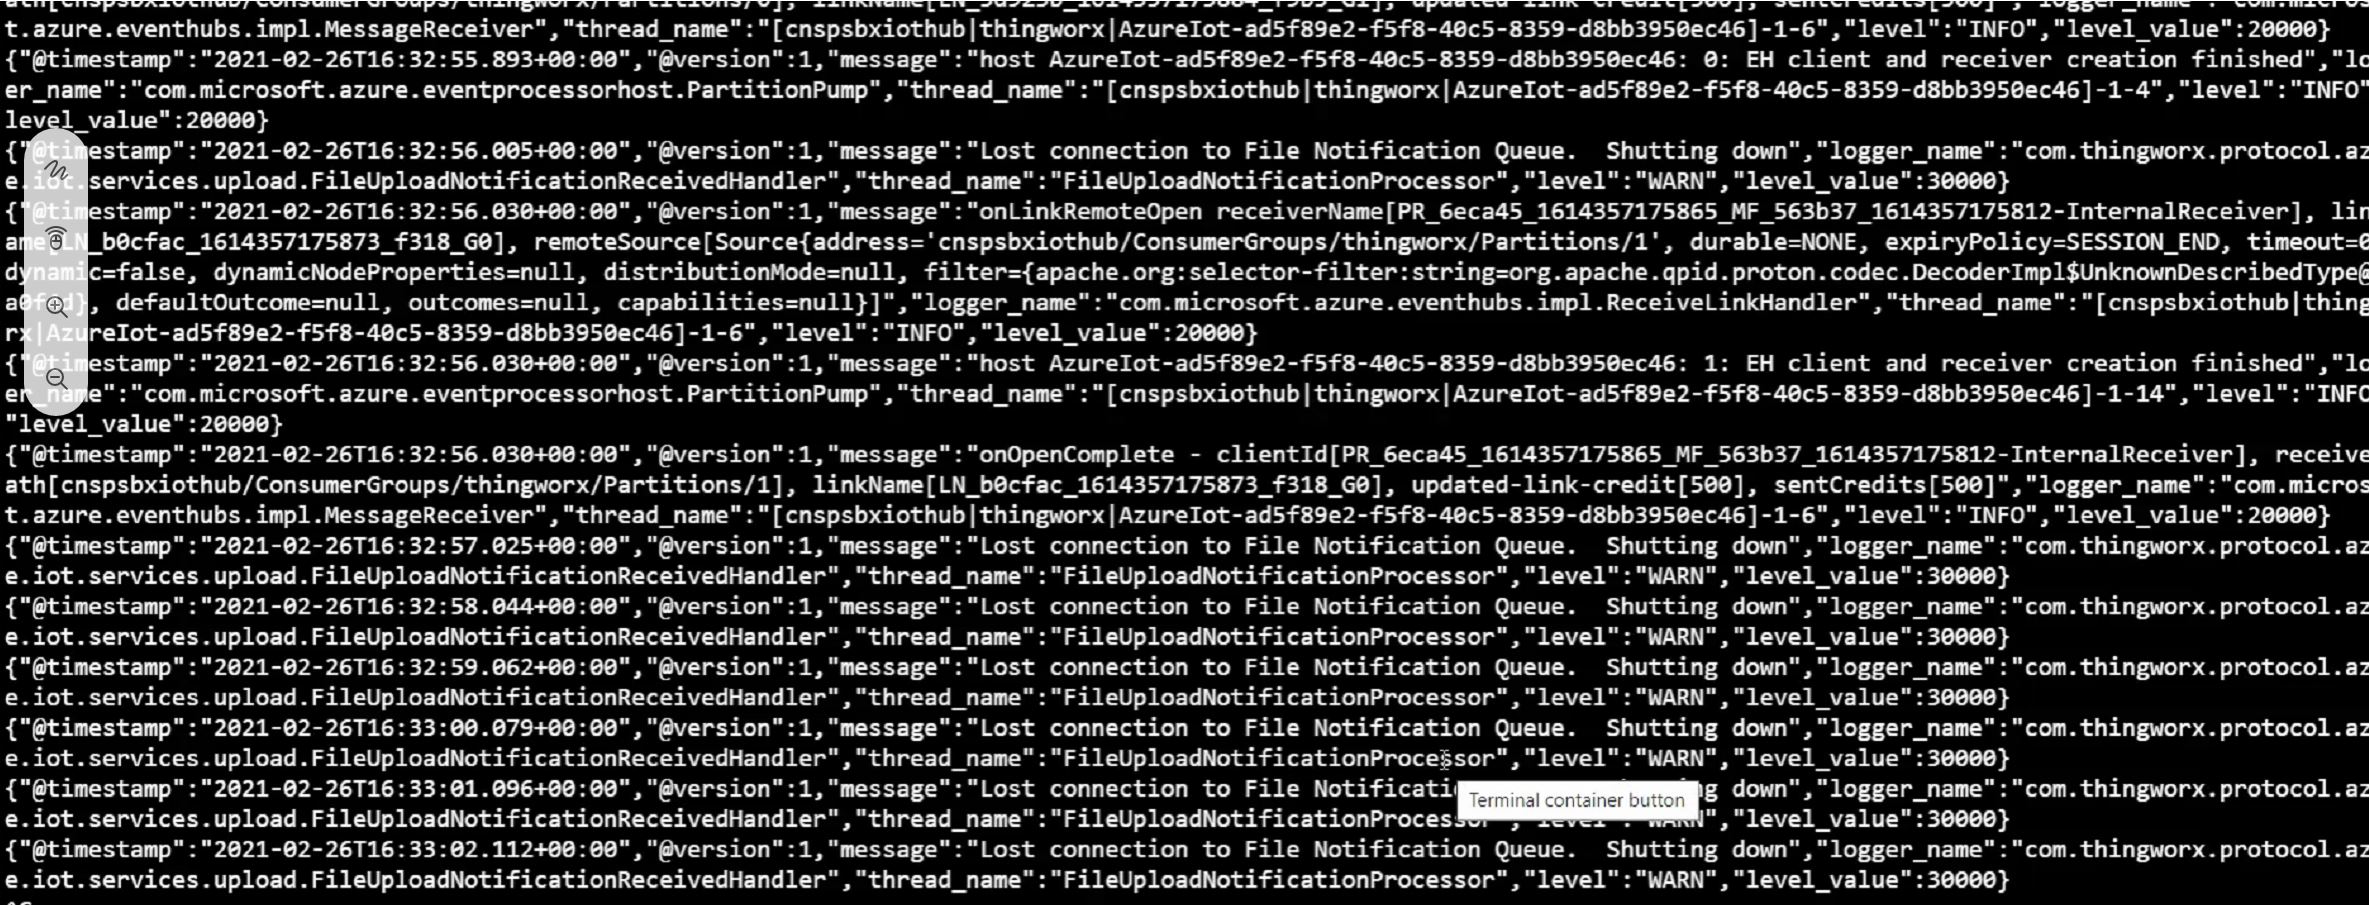 ath[cnspsbxiothub/ConsumerGroups/thingworx/Partitions/0], updated-link-credit[500], sentCredits[500]
t.azure.eventhubs.impl.MessageReceiver","thread_name":"[cnspsbxiothub|thingworx|AzureIot-ad5f89e2-f5f8-40c5-8359-d8bb3950ec46]-1-6","level":"INFO","level_value":20000}
{"@timestamp":"2021-02-26T16:32:55.893+00:00","@version":1,"message":"host AzureIot-ad5f89e2-f5f8-40c5-8359-d8bb3950ec46: 0: EH client and receiver creation finished","lo
er_name":"com.microsoft.azure.eventprocessorhost.PartitionPump","thread_name":"[cnspsbxiothub|thingworx|AzureIot-ad5f89e2-f5f8-40c5-8359-d8bb3950ec46]-1-4","level":"INFO"
level_value":20000}
{"@timestamp":"2021-02-26T16:32:56.005+00:00","@version":1,"message":"Lost connection to File Notification Queue.  Shutting down","logger_name":"com.thingworx.protocol.az
e.iot.services.upload.FileUploadNotificationReceivedHandler","thread_name":"FileUploadNotificationProcessor","level":"WARN","level_value":30000}
{"@timestamp":"2021-02-26T16:32:56.030+00:00","@version":1,"message":"onLinkRemoteOpen receiverName[PR_6eca45_1614357175865_MF_563b37_1614357175812-InternalReceiver], lin
ame[LN_b0cfac_1614357175873_f318_G0], remoteSource[Source{address='cnspsbxiothub/ConsumerGroups/thingworx/Partitions/1', durable=NONE, expiryPolicy=SESSION_END, timeout=0
dynamic=false, dynamicNodeProperties=null, distributionMode=null, filter={apache.org:selector-filter:string=org.apache.qpid.proton.codec.DecoderImpl$UnknownDescribedType@
defaultOutcome=null, outcomes=null, capabilities=null}]","logger_name":"com.microsoft.azure.eventhubs.impl.ReceiveLinkHandler","thread_name":"[cnspsbxiothub|thing
rx|AzureIot-ad5f89e2-f5f8-40c5-8359-d8bb3950ec46]-1-6","level":"INFO","level_value":20000}
{"@timestamp":"2021-02-26T16:32:56.030+00:00","@version":1,"message":"host AzureIot-ad5f89e2-f5f8-40c5-8359-d8bb3950ec46: 1: EH client and receiver creation finished","lo
er_name":"com.microsoft.azure.eventprocessorhost.PartitionPump","thread_name":"[cnspsbxiothub|thingworx|AzureIot-ad5f89e2-f5f8-40c5-8359-d8bb3950ec46]-1-14","level":"INFO
"level_value":20000}
{"@timestamp":"2021-02-26T16:32:56.030+00:00","@version":1,"message":"onOpenComplete - clientId[PR_6eca45_1614357175865_MF_563b37_1614357175812-InternalReceiver], receive
ath[cnspsbxiothub/ConsumerGroups/thingworx/Partitions/1], linkName[LN_b0cfac_1614357175873_f318_G0], updated-link-credit[500], sentCredits[500]","logger_name":"com.micros
t.azure.eventhubs.impl.MessageReceiver","thread_name":"[cnspsbxiothub|thingworx|AzureIot-ad5f89e2-f5f8-40c5-8359-d8bb3950ec46]-1-6","level":"INFO","level_value":20000}
{"@timestamp":"2021-02-26T16:32:57.025+00:00","@version":1,"message":"Lost connection to File Notification Queue.  Shutting down","logger_name":"com.thingworx.protocol.az
e.iot.services.upload.FileUploadNotificationReceivedHandler","thread_name":"FileUploadNotificationProcessor","level":"WARN","level_value":30000}
{"@timestamp":"2021-02-26T16:32:58.044+00:00","@version":1,"message":"Lost connection to File Notification Queue.  Shutting down","logger_name":"com.thingworx.protocol.az
e.iot.services.upload.FileUploadNotificationReceivedHandler","thread_name":"FileUploadNotificationProcessor","level":"WARN","level_value":30000}
{"@timestamp":"2021-02-26T16:32:59.062+00:00","@version":1,"message":"Lost connection to File Notification Queue.  Shutting down","logger_name":"com.thingworx.protocol.az
e.iot.services.upload.FileUploadNotificationReceivedHandler","thread_name":"FileUploadNotificationProcessor","level":"WARN","level_value":30000}
{"@timestamp":"2021-02-26T16:33:00.079+00:00","@version":1,"message":"Lost connection to File Notification Queue.  Shutting down","logger_name":"com.thingworx.protocol.az
e.iot.services.upload.FileUploadNotificationReceivedHandler","thread_name":"FileUploadNotificationProcessor","level":"WARN","level_value":30000}
{"@timestamp":"2021-02-26T16:33:01.096+00:00","@version":1,"message":"Lost connection to File Notificati ng down","logger_name":"com.thingworx.protocol.az
Terminal container button
e.iot.services.upload.FileUploadNotificationReceivedHandler","thread_name":"FileUploadNotificationProcessor","level":"WARN","level_value":30000}
{"@timestamp":"2021-02-26T16:33:02.112+00:00","@version":1,"message":"Lost connection to File Notification Queue.  Shutting down","logger_name":"com.thingworx.protocol.az
e.iot.services.upload.FileUploadNotificationReceivedHandler","thread_name":"FileUploadNotificationProcessor","level":"WARN","level_value":30000}